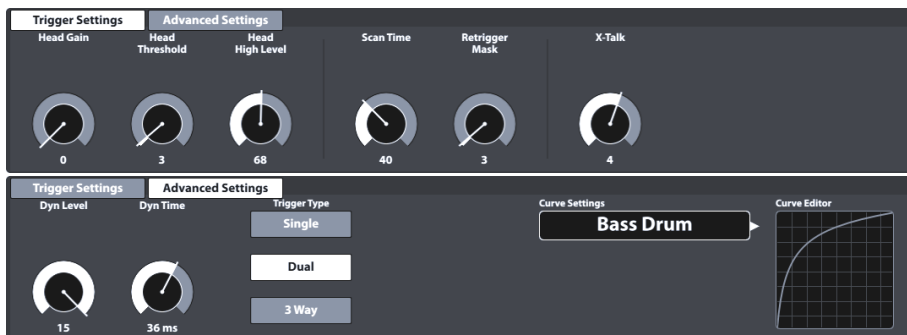 Trigger Settings
Advanced Settings
Head Gain
Head
Threshold
Head
High Level
Scan Time
Retrigger
Mask
X-Talk
0
3
68
40
3
4
Trigger Settings
Advanced Settings
Dyn Level
Dyn Time
Trigger Type
Curve Settings
Curve Editor
Single
Bass Drum
Dual
3 Way
15
36 ms